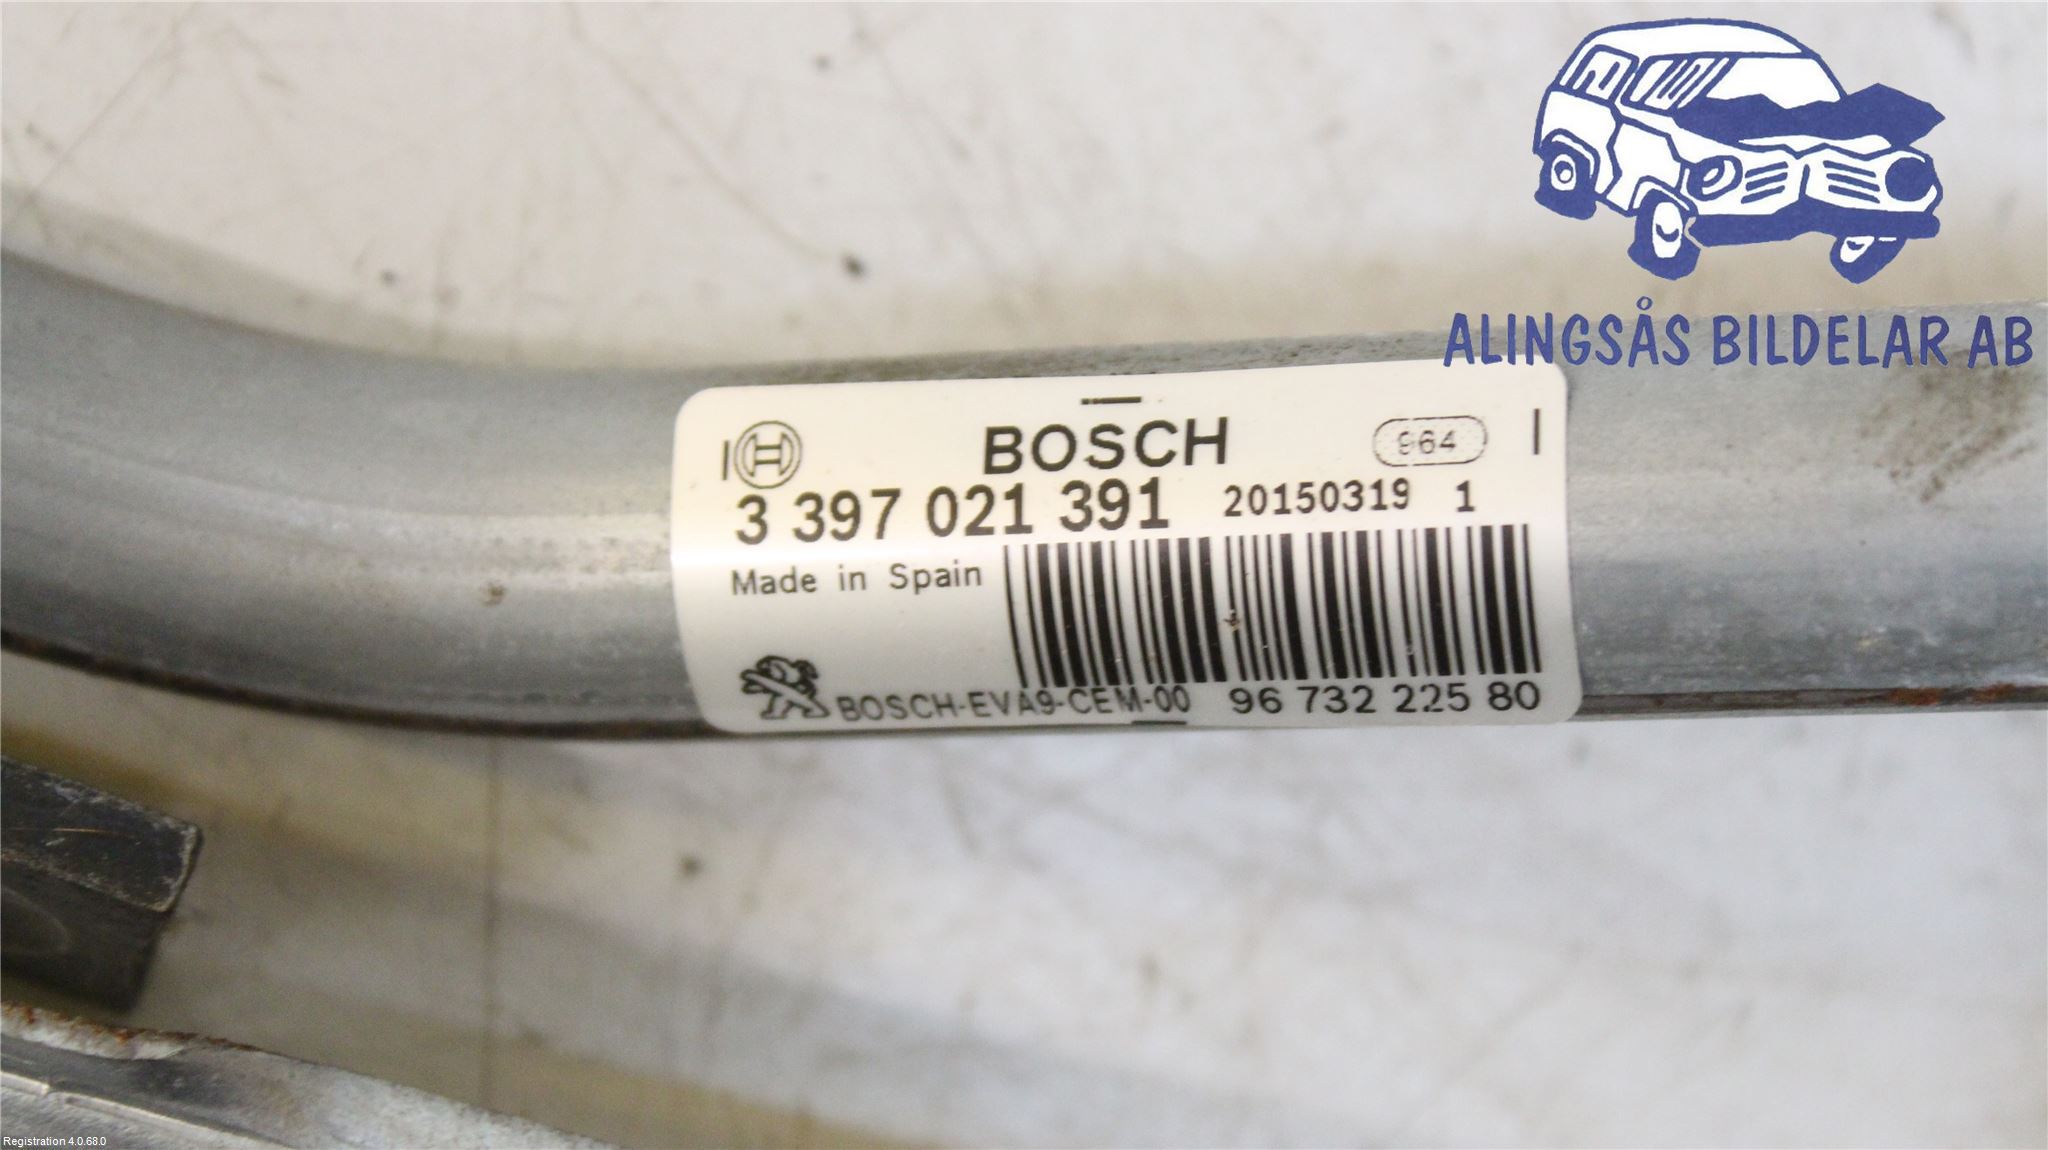 ALINGSÅS BILDELAR AB
BOSCH 964
3 397 021 391 20150319 1
Made in Spain
BOSCH-EVA9-CEM-00 96 732 225 80
Registration 4.0.68.0